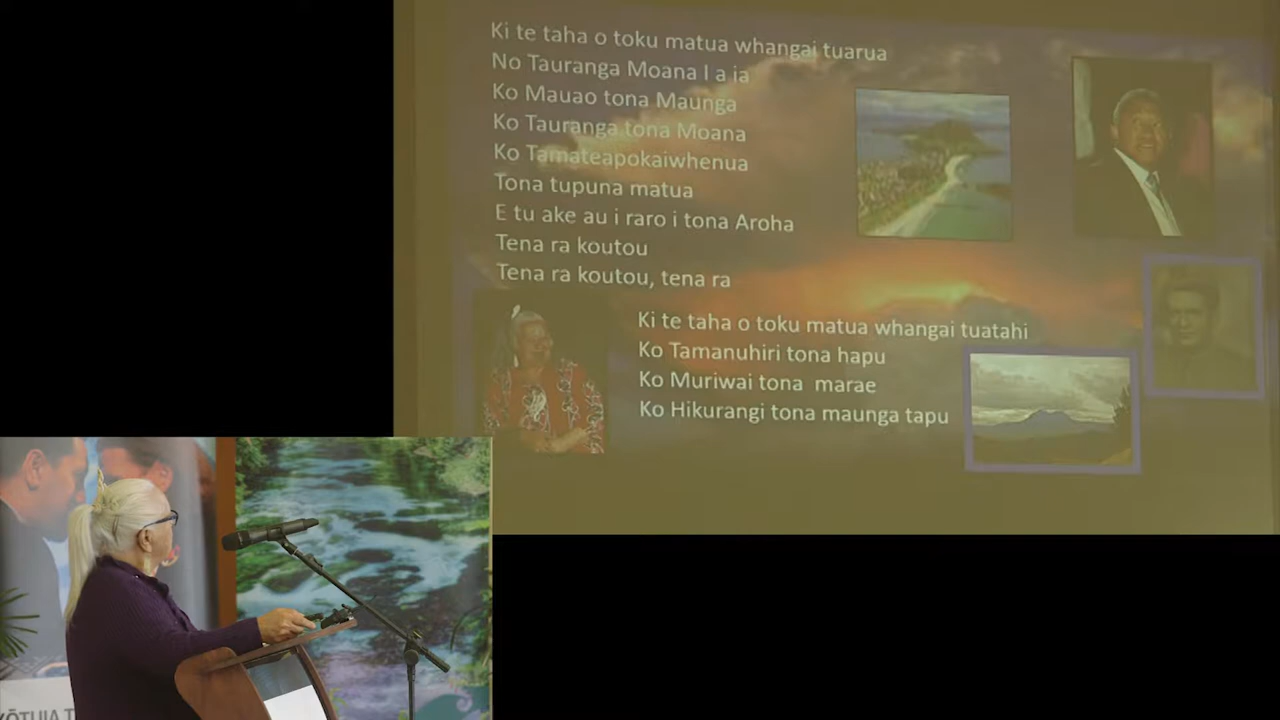 Ki te taha o toku matua whangai tuarua
No Tauranga Moana I a ia
Ko Mauao tona Maunga
Ko Tauranga tona Moana
Ko Tamateapokaiwhenua
Tona tupuna matua
E tu ake au i raro i tona Aroha
Tena ra koutou
Tena ra koutou, tena ra
Ki te taha o toku matua whangai tuatahi
Ko Tamanuhiri tona hapu
Ko Muriwai tona marae
Ko Hikurangi tona maunga tapu
KŌTUIA T